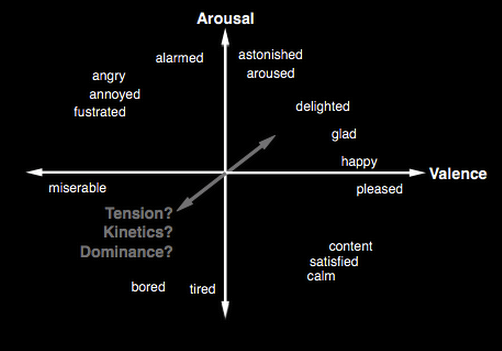 Arousal
alarmed
astonished
aroused
angry
annoyed
fustrated
delighted
glad
happy
Valence
miserable
pleased
Tension?
Kinetics?
Dominance?
content
satisfied
calm
bored
tired